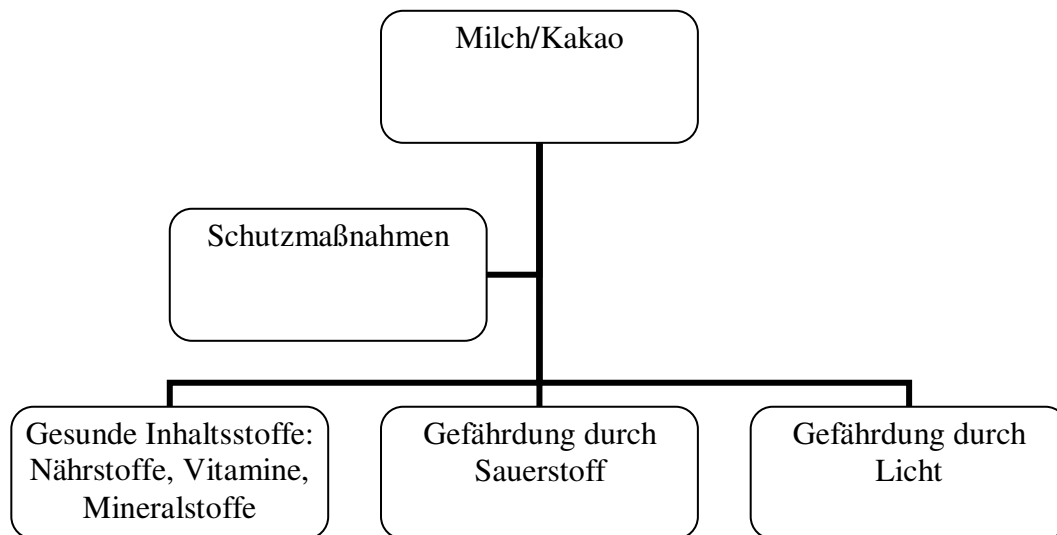 Milch/Kakao
Schutzmaßnahmen
Gesunde Inhaltsstoffe:
Nährstoffe, Vitamine,
Mineralstoffe
Gefährdung durch
Sauerstoff
Gefährdung durch
Licht